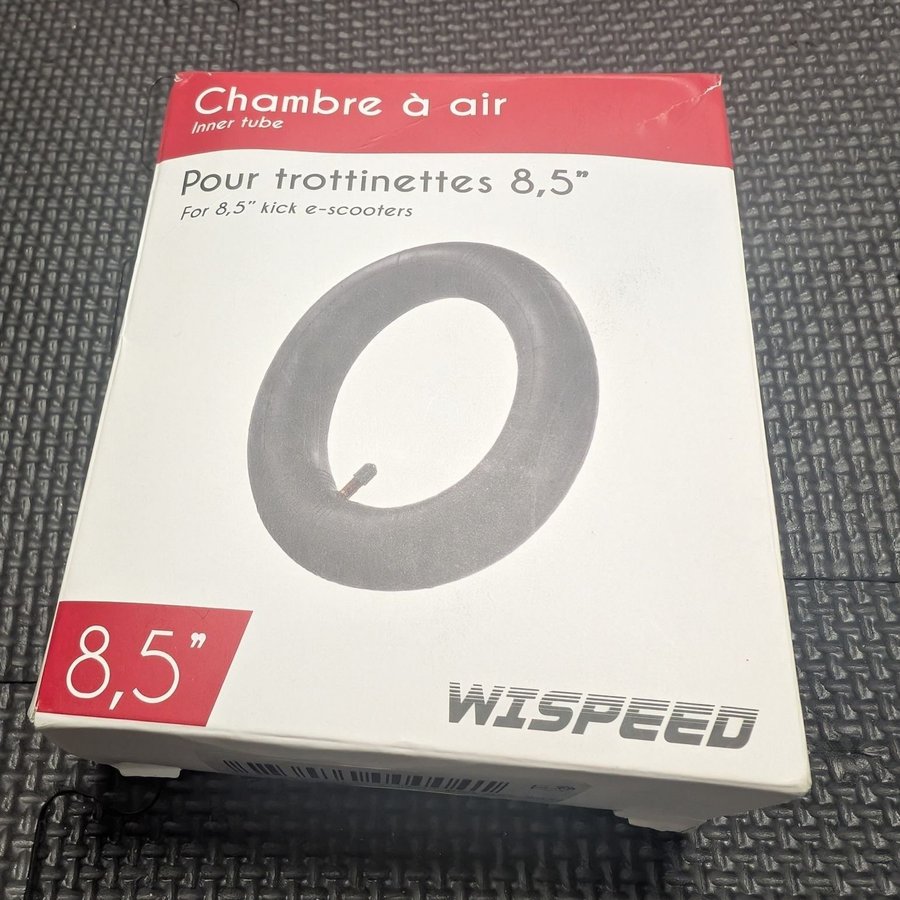 Chambre à air
Inner tube
Pour trottinettes 8,5”
For 8,5” kick e-scooters
8,5”
WISPEED